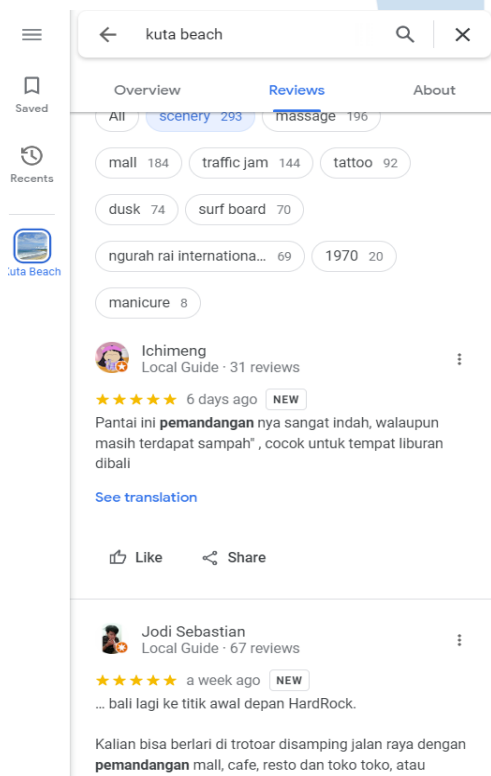 kuta beach
Saved
Recents
Kuta Beach
Overview
Reviews
About
All
scenery 293
massage 196
mall 184
traffic jam 144
tattoo 92
dusk 74
surf board 70
ngurah rai internationa... 69
1970 20
manicure 8
Ichimeng
Local Guide · 31 reviews
6 days ago NEW
Pantai ini pemandangan nya sangat indah, walaupun
masih terdapat sampah" , cocok untuk tempat liburan
dibali
See translation
Like
Share
Jodi Sebastian
Local Guide · 67 reviews
a week ago NEW
... bali lagi ke titik awal depan HardRock.
Kalian bisa berlari di trotoar disamping jalan raya dengan
pemandangan mall, cafe, resto dan toko toko, atau